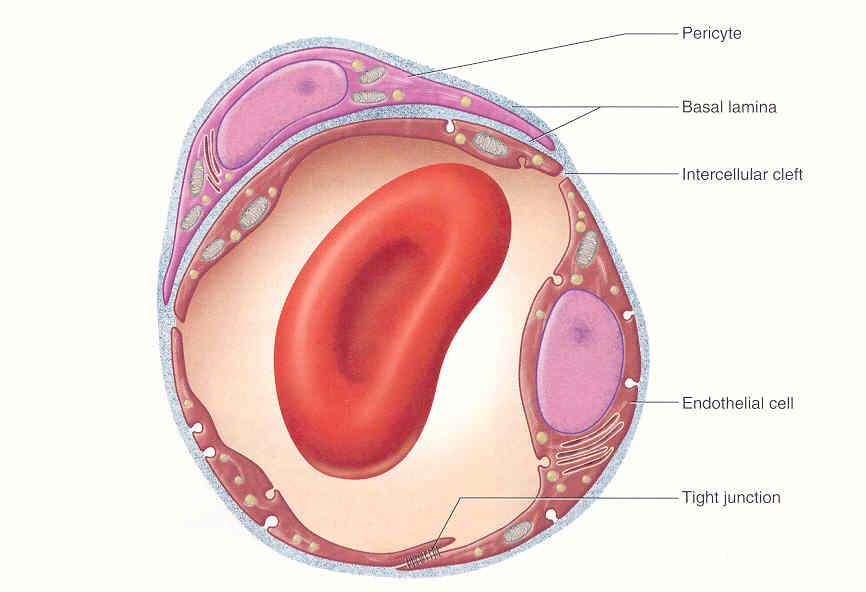 Pericyte
Basal lamina
Intercellular cleft
Endothelial cell
Tight junction